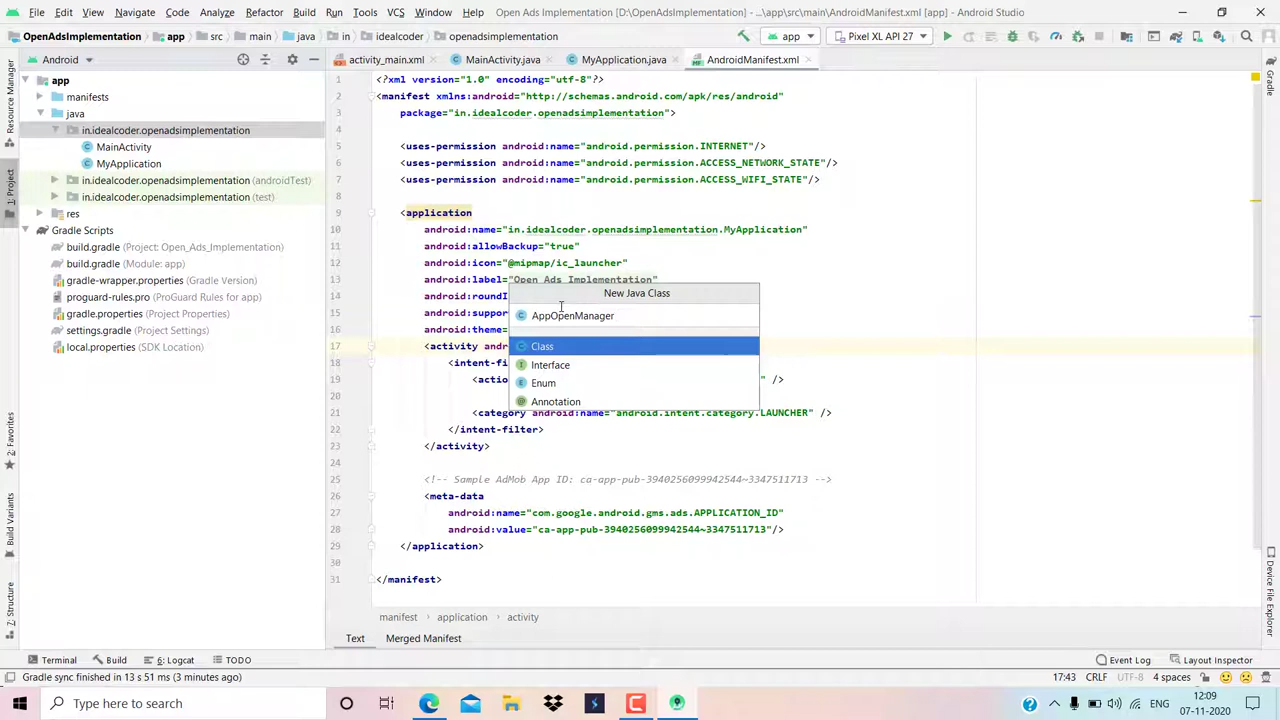 File Edit View Navigate Code Analyze Refactor Build Run Tools VCS Window Help Open Ads Implementation [D:\OpenAdsImplementation] - ...\app\src\main\AndroidManifest.xml [app] - Android Studio
OpenAdsImplementation app src main java in idealcoder openadsimplementation app Pixel XL API 27
Android activity_main.xml MainActivity.java MyApplication.java AndroidManifest.xml
Resource Manager
1: Project
2: Favorites
Build Variants
7: Structure
app
manifests
java
in.idealcoder.openadsimplementation
MainActivity
MyApplication
in.idealcoder.openadsimplementation (androidTest)
in.idealcoder.openadsimplementation (test)
res
Gradle Scripts
build.gradle (Project: Open_Ads_Implementation)
build.gradle (Module: app)
gradle-wrapper.properties (Gradle Version)
proguard-rules.pro (ProGuard Rules for app)
gradle.properties (Project Properties)
settings.gradle (Project Settings)
local.properties (SDK Location)
1 <?xml version="1.0" encoding="utf-8"?>
2 <manifest xmlns:android="http://schemas.android.com/apk/res/android"
3 package="in.idealcoder.openadsimplementation">
4
5 <uses-permission android:name="android.permission.INTERNET"/>
6 <uses-permission android:name="android.permission.ACCESS_NETWORK_STATE"/>
7 <uses-permission android:name="android.permission.ACCESS_WIFI_STATE"/>
8
9 <application
10 android:name="in.idealcoder.openadsimplementation.MyApplication"
11 android:allowBackup="true"
12 android:icon="@mipmap/ic_launcher"
13 android:label="Open Ads Implementation"
14 android:roundI
15 android:suppor
16 android:theme=
17 <activity andr
18 <intent-fi
19 <actio " />
20
21 <category android:name="android.intent.category.LAUNCHER" />
22 </intent-filter>
23 </activity>
24
25 <!-- Sample AdMob App ID: ca-app-pub-3940256099942544~3347511713 -->
26 <meta-data
27 android:name="com.google.android.gms.ads.APPLICATION_ID"
28 android:value="ca-app-pub-3940256099942544~3347511713"/>
29 </application>
30
31 </manifest>
New Java Class
AppOpenManager
Class
Interface
Enum
Annotation
Gradle
Device File Explorer
manifest application activity
Text Merged Manifest
Terminal Build 6: Logcat TODO Event Log Layout Inspector
Gradle sync finished in 13 s 51 ms (3 minutes ago) 17:43 CRLF UTF-8 4 spaces
Type here to search ENG 12:09
07-11-2020